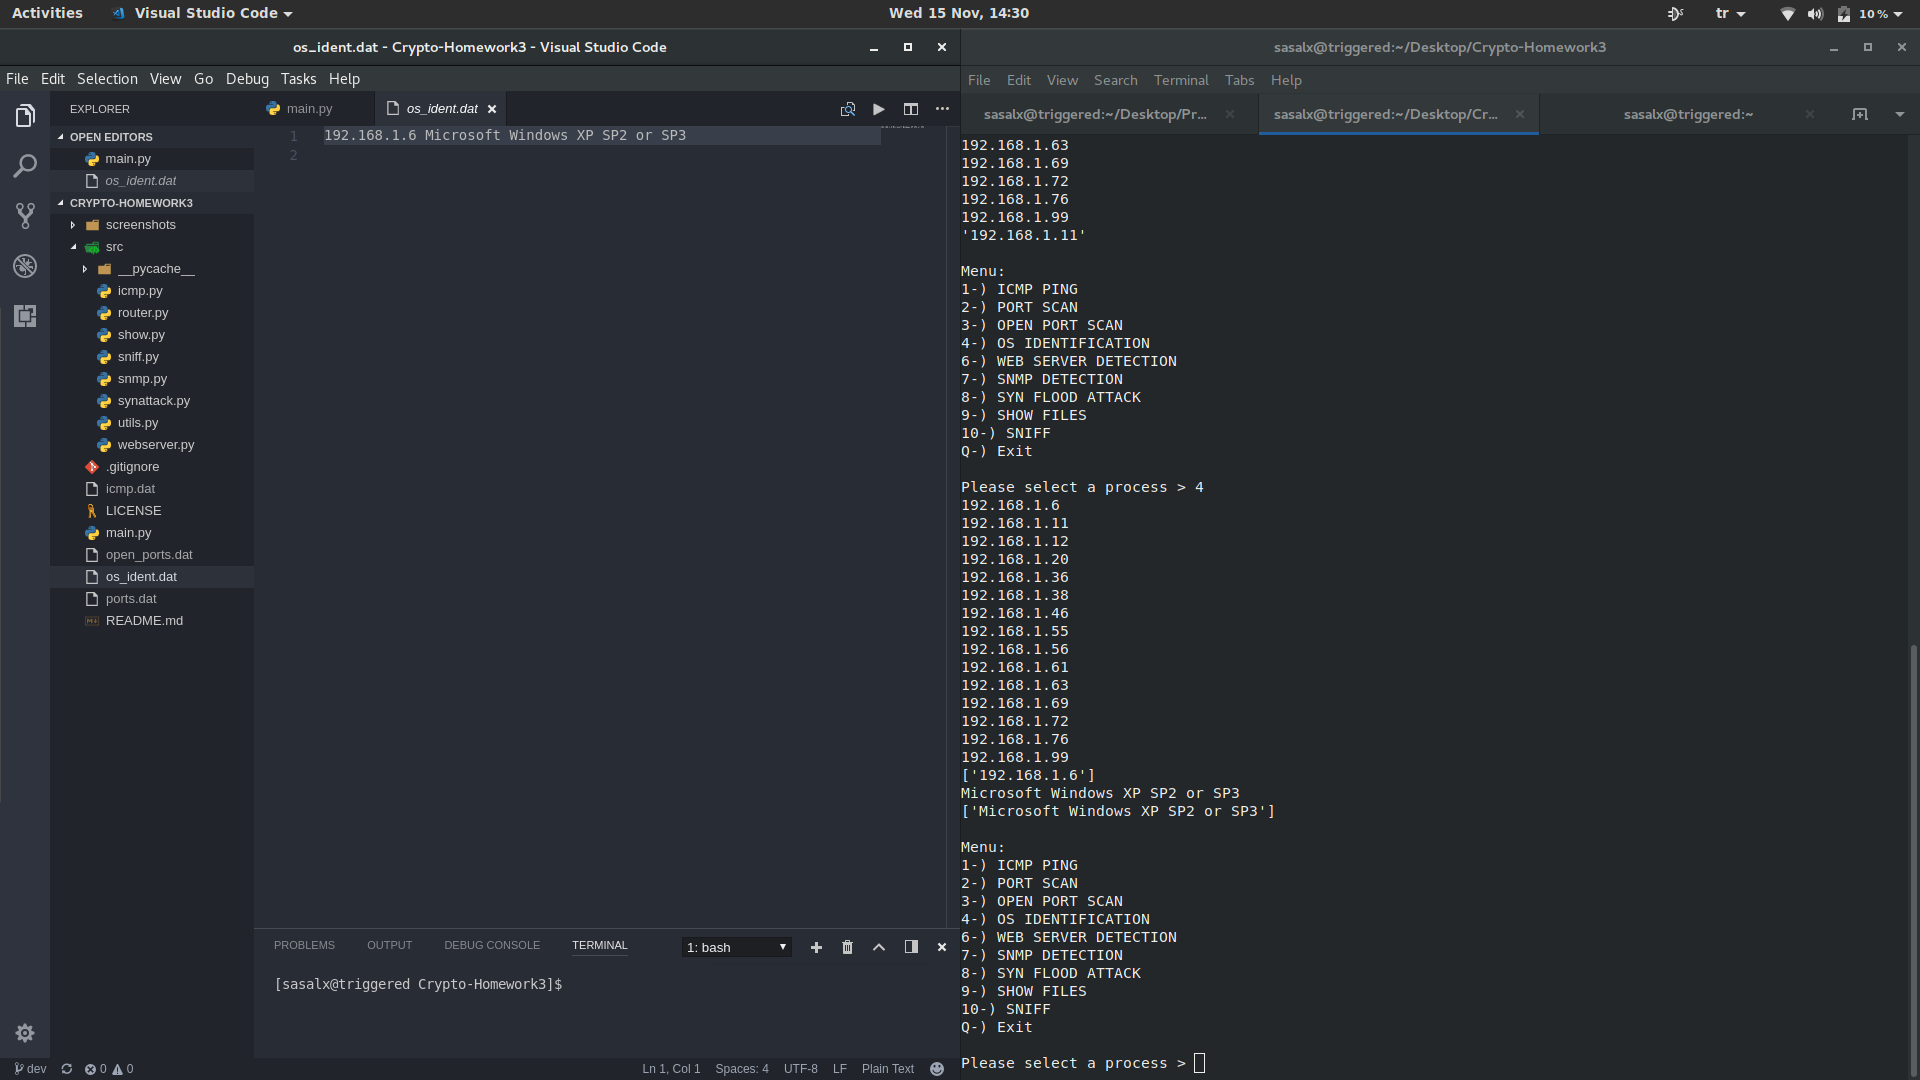 Activities Visual Studio Code Wed 15 Nov, 14:30 tr 10 %
os_ident.dat - Crypto-Homework3 - Visual Studio Code
File Edit Selection View Go Debug Tasks Help
EXPLORER
OPEN EDITORS
main.py
os_ident.dat
CRYPTO-HOMEWORK3
screenshots
src
__pycache__
icmp.py
router.py
show.py
sniff.py
snmp.py
synattack.py
utils.py
webserver.py
.gitignore
icmp.dat
LICENSE
main.py
open_ports.dat
os_ident.dat
ports.dat
README.md
main.py os_ident.dat
1 192.168.1.6 Microsoft Windows XP SP2 or SP3
2
PROBLEMS OUTPUT DEBUG CONSOLE TERMINAL 1: bash
[sasalx@triggered Crypto-Homework3]$
dev 0 0 Ln 1, Col 1 Spaces: 4 UTF-8 LF Plain Text
sasalx@triggered:~/Desktop/Crypto-Homework3
File Edit View Search Terminal Tabs Help
sasalx@triggered:~/Desktop/Pr... sasalx@triggered:~/Desktop/Cr... sasalx@triggered:~
192.168.1.63
192.168.1.69
192.168.1.72
192.168.1.76
192.168.1.99
'192.168.1.11'
Menu:
1-) ICMP PING
2-) PORT SCAN
3-) OPEN PORT SCAN
4-) OS IDENTIFICATION
6-) WEB SERVER DETECTION
7-) SNMP DETECTION
8-) SYN FLOOD ATTACK
9-) SHOW FILES
10-) SNIFF
Q-) Exit
Please select a process > 4
192.168.1.6
192.168.1.11
192.168.1.12
192.168.1.20
192.168.1.36
192.168.1.38
192.168.1.46
192.168.1.55
192.168.1.56
192.168.1.61
192.168.1.63
192.168.1.69
192.168.1.72
192.168.1.76
192.168.1.99
['192.168.1.6']
Microsoft Windows XP SP2 or SP3
['Microsoft Windows XP SP2 or SP3']
Menu:
1-) ICMP PING
2-) PORT SCAN
3-) OPEN PORT SCAN
4-) OS IDENTIFICATION
6-) WEB SERVER DETECTION
7-) SNMP DETECTION
8-) SYN FLOOD ATTACK
9-) SHOW FILES
10-) SNIFF
Q-) Exit
Please select a process >